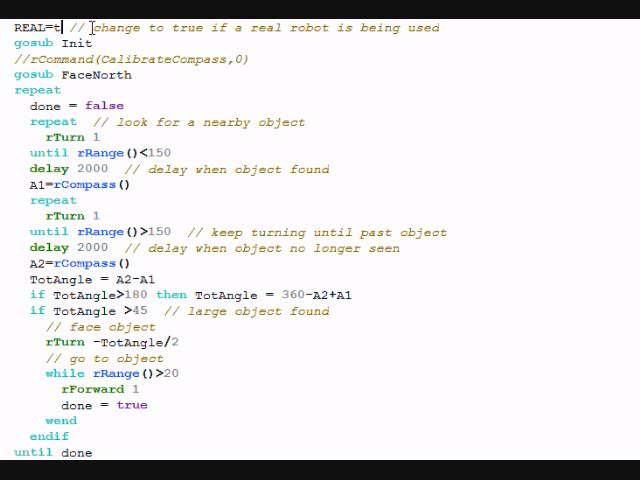 REAL=t // change to true if a real robot is being used
gosub Init
//rCommand(CalibrateCompass,0)
gosub FaceNorth
repeat
done = false
repeat // look for a nearby object
rTurn 1
until rRange()<150
delay 2000 // delay when object found
A1=rCompass()
repeat
rTurn 1
until rRange()>150 // keep turning until past object
delay 2000 // delay when object no longer seen
A2=rCompass()
TotAngle = A2-A1
if TotAngle>180 then TotAngle = 360-A2+A1
if TotAngle >45 // large object found
// face object
rTurn -TotAngle/2
// go to object
while rRange()>20
rForward 1
done = true
wend
endif
until done